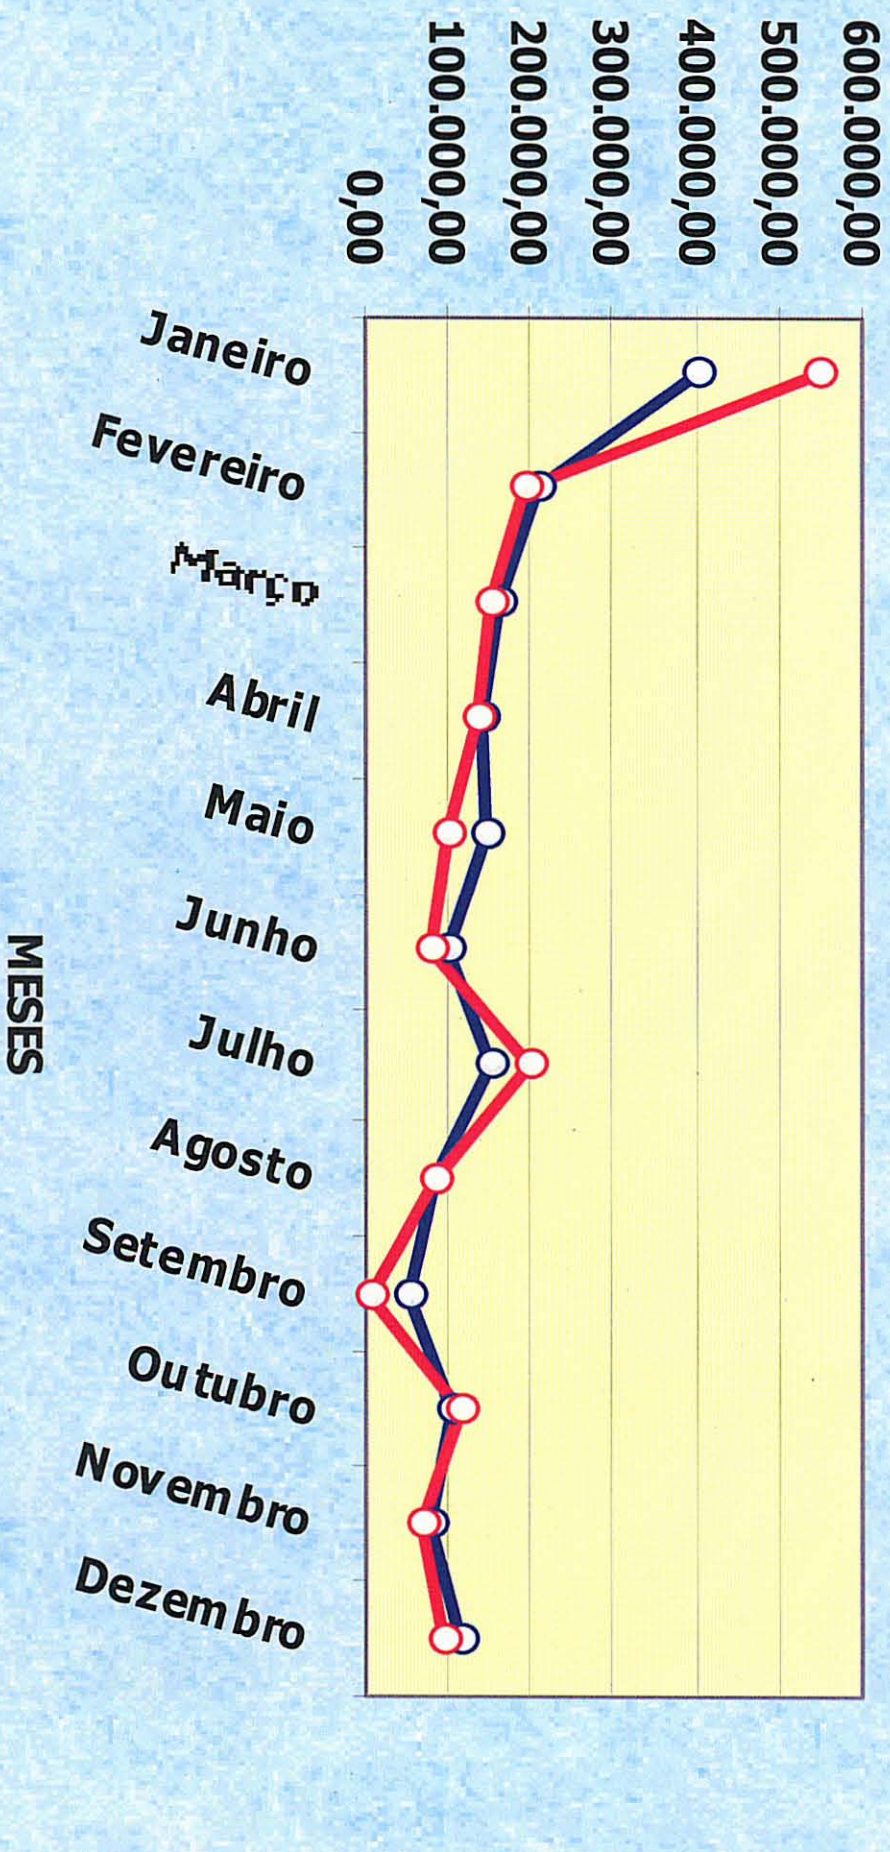 600.000,00
500.000,00
400.000,00
300.000,00
200.000,00
100.000,00
0,00
Janeiro
Fevereiro
Março
Abril
Maio
Junho
Julho
Agosto
Setembro
Outubro
Novembro
Dezembro
MESES